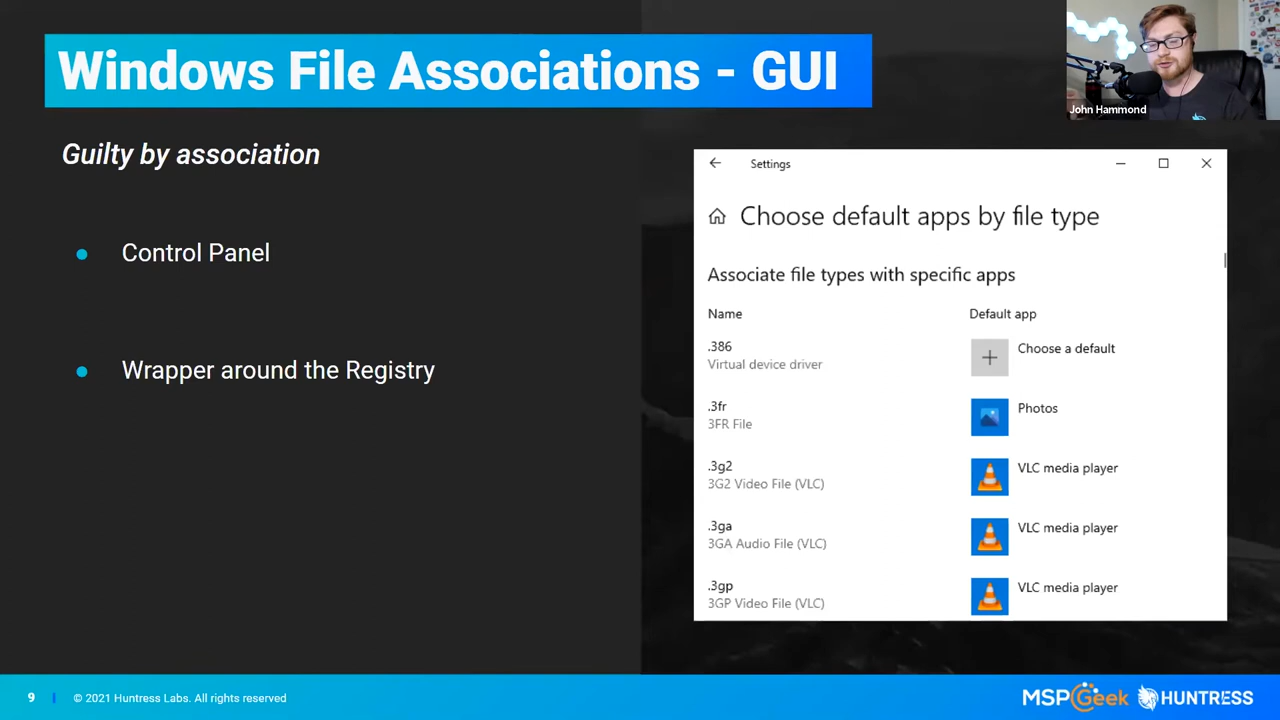 Windows File Associations - GUI
John Hammond
Guilty by association
Control Panel
Wrapper around the Registry
Settings
Choose default apps by file type
Associate file types with specific apps
Name Default app
.386
Virtual device driver
Choose a default
.3fr
3FR File
Photos
.3g2
3G2 Video File (VLC)
VLC media player
.3ga
3GA Audio File (VLC)
VLC media player
.3gp
3GP Video File (VLC)
VLC media player
9 | © 2021 Huntress Labs. All rights reserved
MSPGeek HUNTRESS